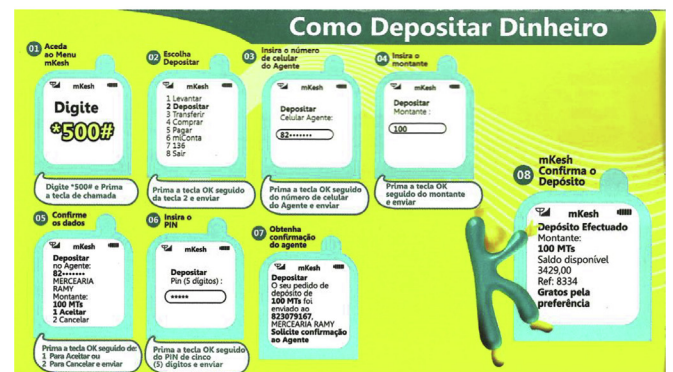 Como Depositar Dinheiro
01 Aceda
ao Menu
mKesh
mKesh
Digite
*500#
Digite *500# e Prima
a tecla de chamada
02 Escolha
Depositar
mKesh
1 Levantar
2 Depositar
3 Transferir
4 Comprar
5 Pagar
6 miConta
7 136
8 Sair
Prima a tecla OK seguido
da tecla 2 e enviar
03 Insira o número
de celular
do Agente
mKesh
Depositar
Celular Agente:
82•••••••
Prima a tecla OK seguido
do número de celular
do Agente e enviar
04 Insira o
montante
mKesh
Depositar
Montante :
100
Prima a tecla OK
seguido do montante
e enviar
05 Confirme
os dados
mKesh
Depositar
no Agente:
82•••••••
MERCEARIA
RAMY
Montante:
100 MTs
1 Aceitar
2 Cancelar
Prima a tecla OK seguido de:
1 Para Aceitar ou
2 Para Cancelar e enviar
06 Insira o
PIN
mKesh
Depositar
Pin (5 digitos) :
•••••
Prima a tecla OK seguido
do PIN de cinco
(5) dígitos e enviar
07 Obtenha
confirmação
do agente
mKesh
Depositar
O seu pedido de
depósito de
100 MTs foi
enviado ao
823079167,
MERCEARIA RAMY
Solicite confirmação
ao Agente
08 mKesh
Confirma o
Depósito
mKesh
Depósito Efectuado
Montante:
100 MTs
Saldo disponível
3429,00
Ref: 8334
Gratos pela
preferência
K